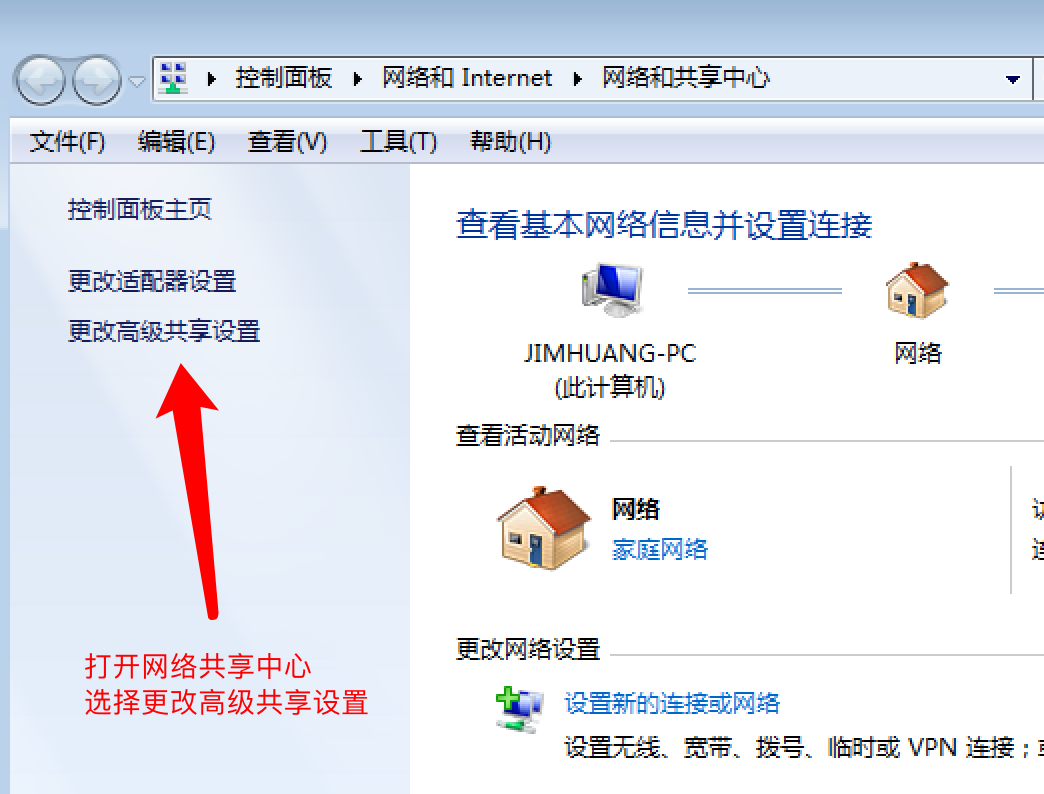 控制面板 网络和 Internet 网络和共享中心
文件(F) 编辑(E) 查看(V) 工具(T) 帮助(H)
控制面板主页
更改适配器设置
更改高级共享设置
打开网络共享中心
选择更改高级共享设置
查看基本网络信息并设置连接
JIMHUANG-PC
(此计算机)
网络
查看活动网络
网络
家庭网络
更改网络设置
设置新的连接或网络
设置无线、宽带、拨号、临时或 VPN 连接；